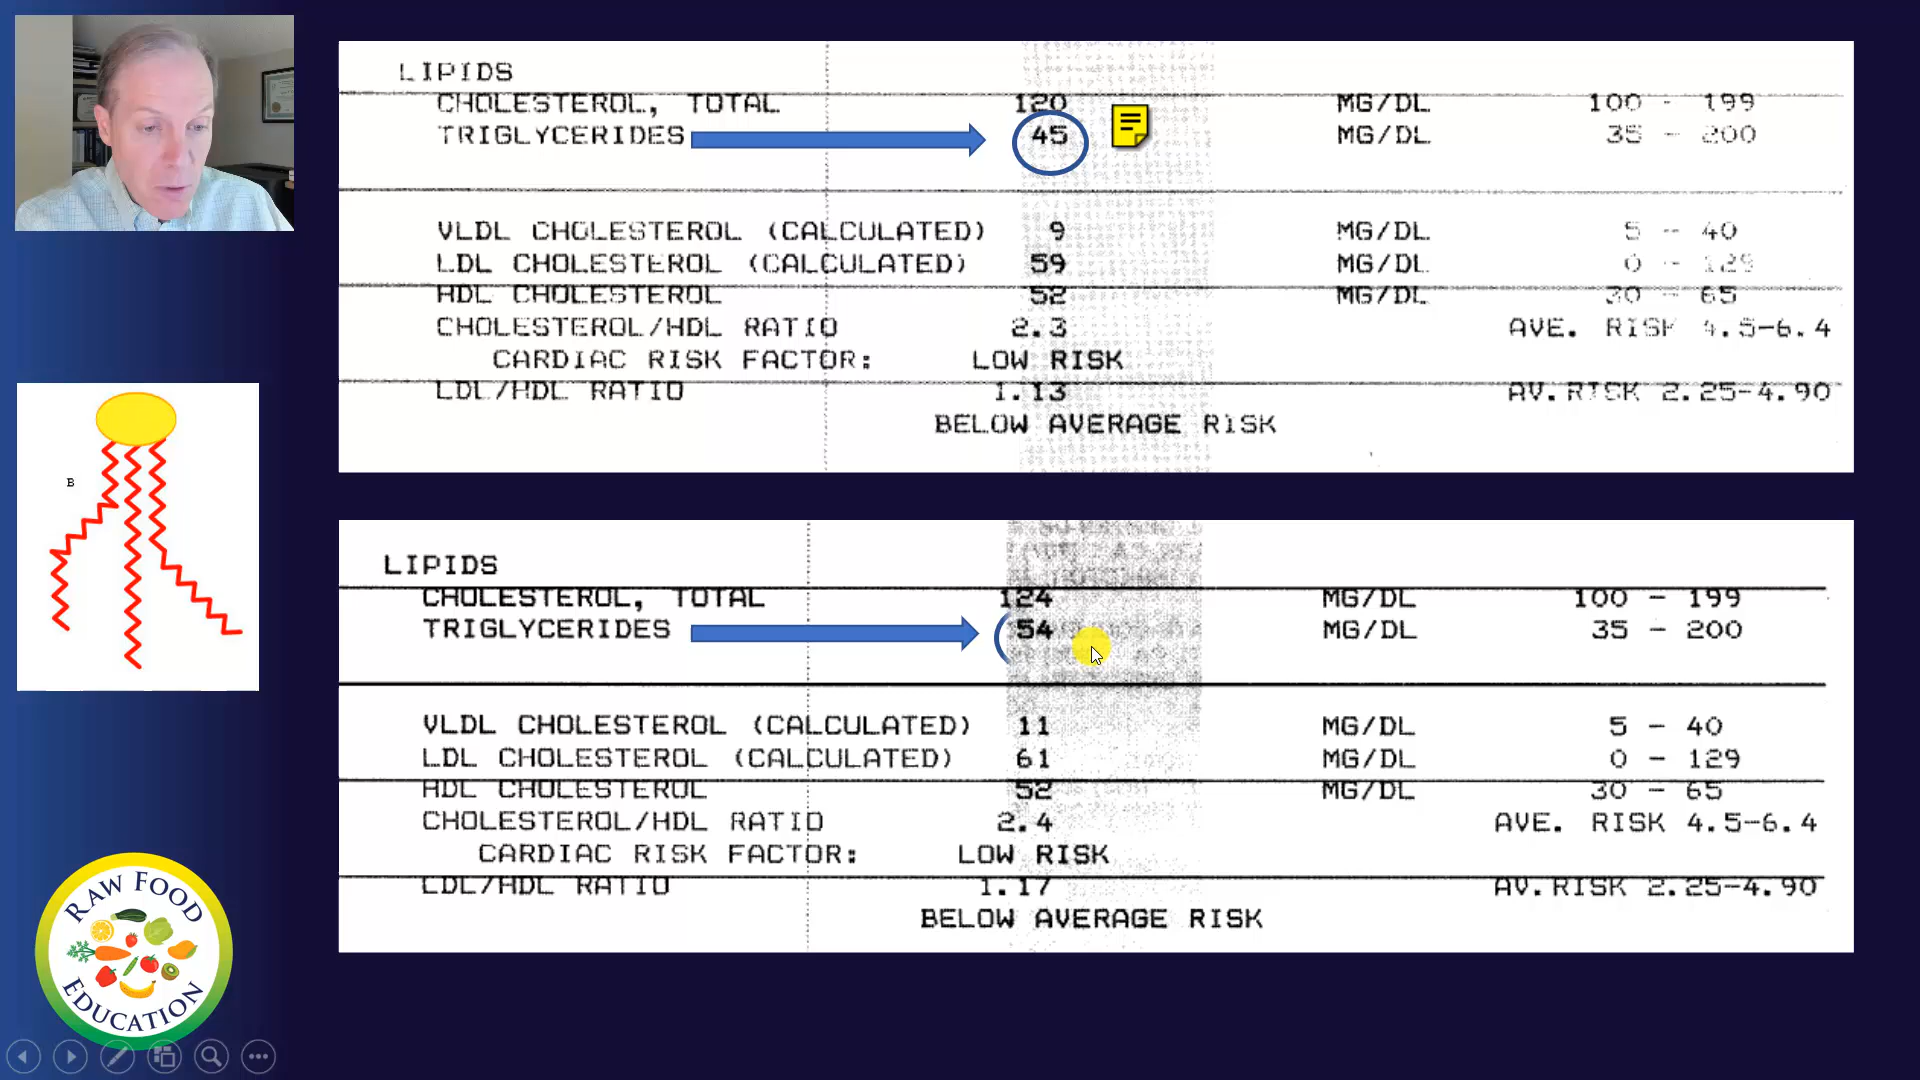 LIPIDS
CHOLESTEROL, TOTAL 120 MG/DL 100 - 199
TRIGLYCERIDES 45 MG/DL 35 - 200
VLDL CHOLESTEROL (CALCULATED) 9 MG/DL 5 - 40
LDL CHOLESTEROL (CALCULATED) 59 MG/DL 0 - 129
HDL CHOLESTEROL 52 MG/DL 30 - 65
CHOLESTEROL/HDL RATIO 2.3 AVE. RISK 4.5-6.4
CARDIAC RISK FACTOR: LOW RISK
LDL/HDL RATIO 1.13 AV.RISK 2.25-4.90
BELOW AVERAGE RISK
B
LIPIDS
CHOLESTEROL, TOTAL 124 MG/DL 100 - 199
TRIGLYCERIDES 54 MG/DL 35 - 200
VLDL CHOLESTEROL (CALCULATED) 11 MG/DL 5 - 40
LDL CHOLESTEROL (CALCULATED) 61 MG/DL 0 - 129
HDL CHOLESTEROL 52 MG/DL 30 - 65
CHOLESTEROL/HDL RATIO 2.4 AVE. RISK 4.5-6.4
CARDIAC RISK FACTOR: LOW RISK
LDL/HDL RATIO 1.17 AV.RISK 2.25-4.90
BELOW AVERAGE RISK
RAW FOOD
EDUCATION